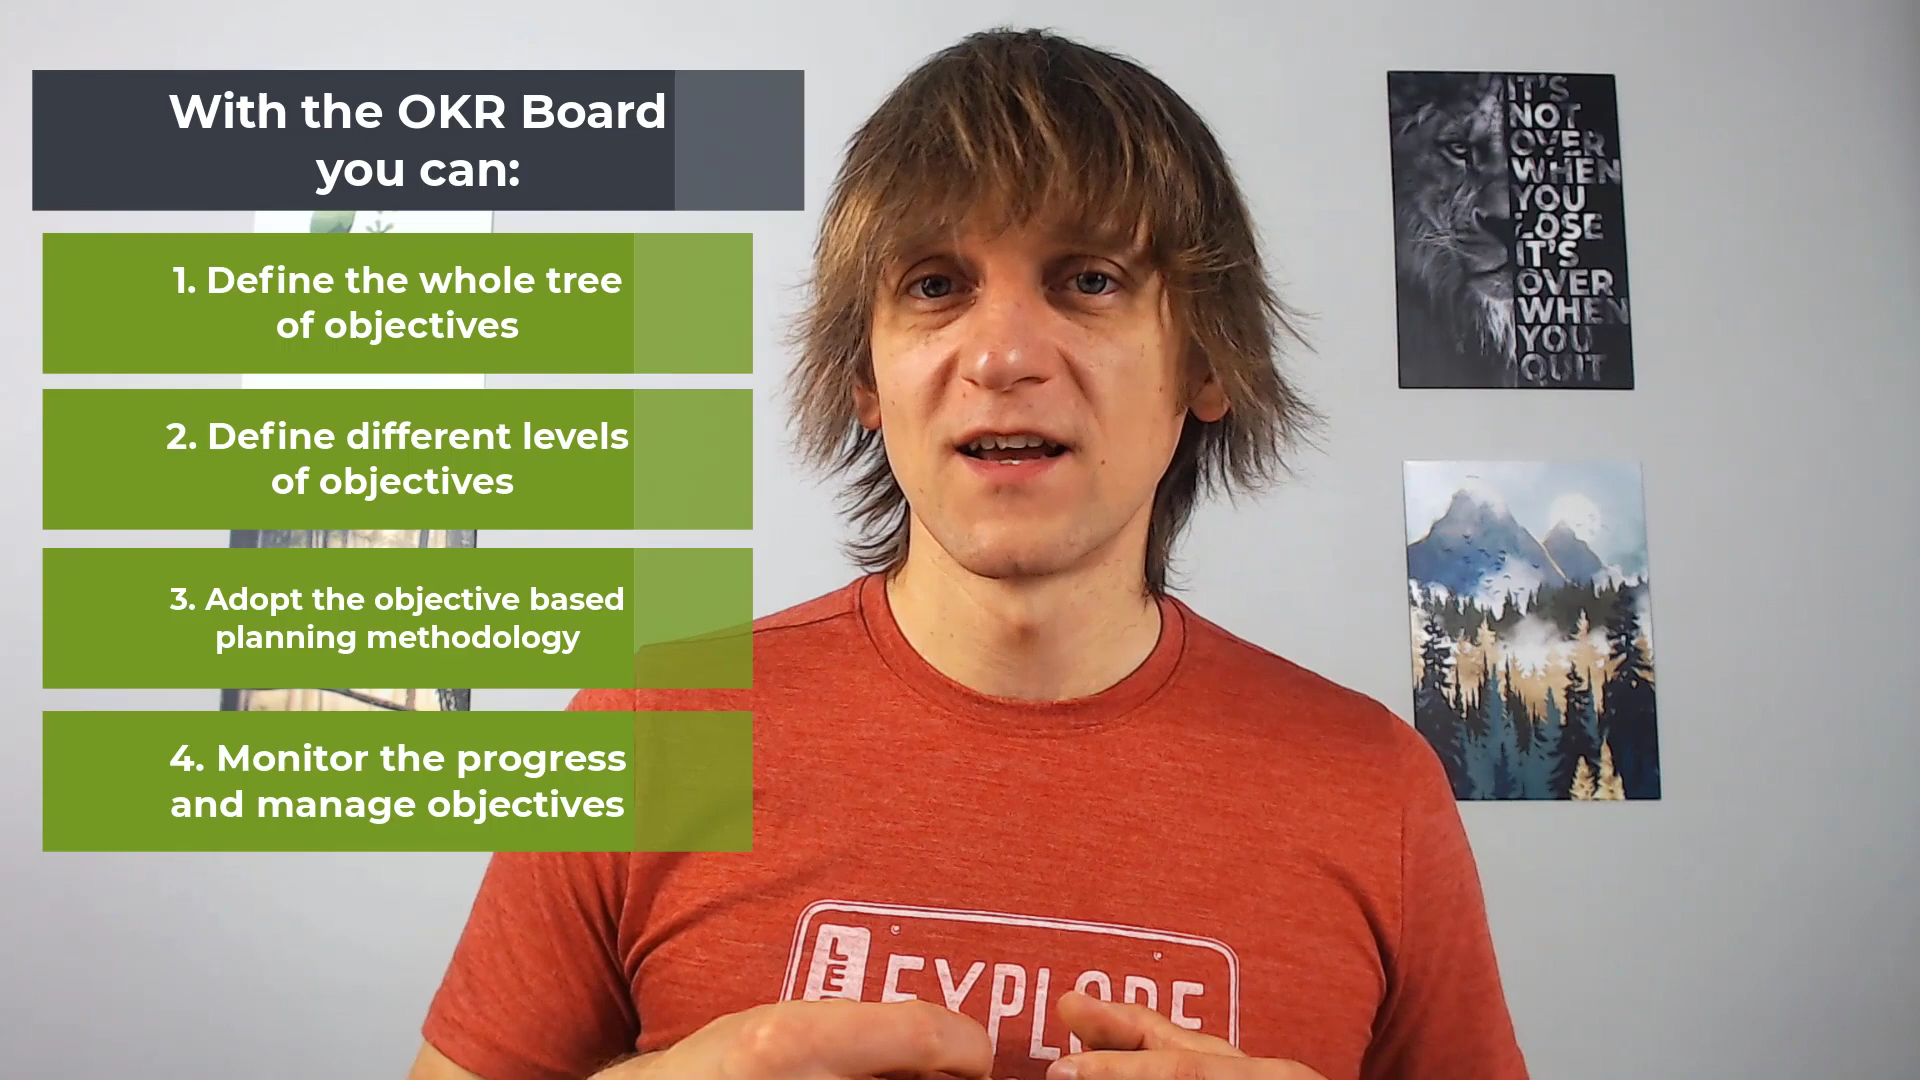 With the OKR Board
you can:
1. Define the whole tree
of objectives
2. Define different levels
of objectives
3. Adopt the objective based
planning methodology
4. Monitor the progress
and manage objectives
IT'S
NOT
OVER
WHEN
YOU
LOSE
IT'S
OVER
WHEN
YOU
QUIT
EXPLORE